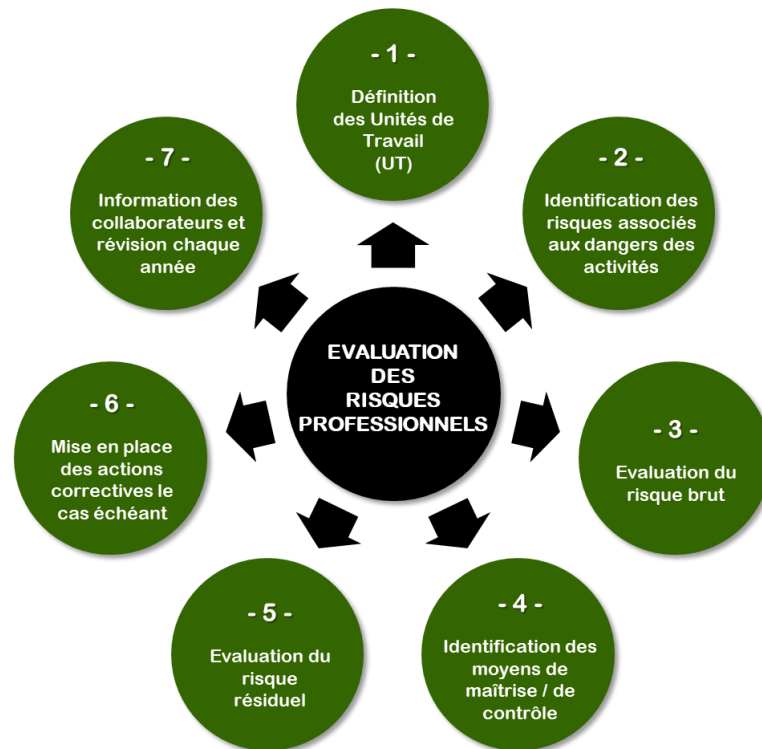 - 1 -
Définition
des Unités de
Travail
(UT)
- 2 -
Identification des
risques associés
aux dangers des
activités
- 3 -
Evaluation du
risque brut
- 4 -
Identification des
moyens de
maîtrise / de
contrôle
- 5 -
Evaluation du
risque
résiduel
- 6 -
Mise en place
des actions
correctives le
cas échéant
- 7 -
Information des
collaborateurs et
révision chaque
année
EVALUATION
DES
RISQUES
PROFESSIONNELS